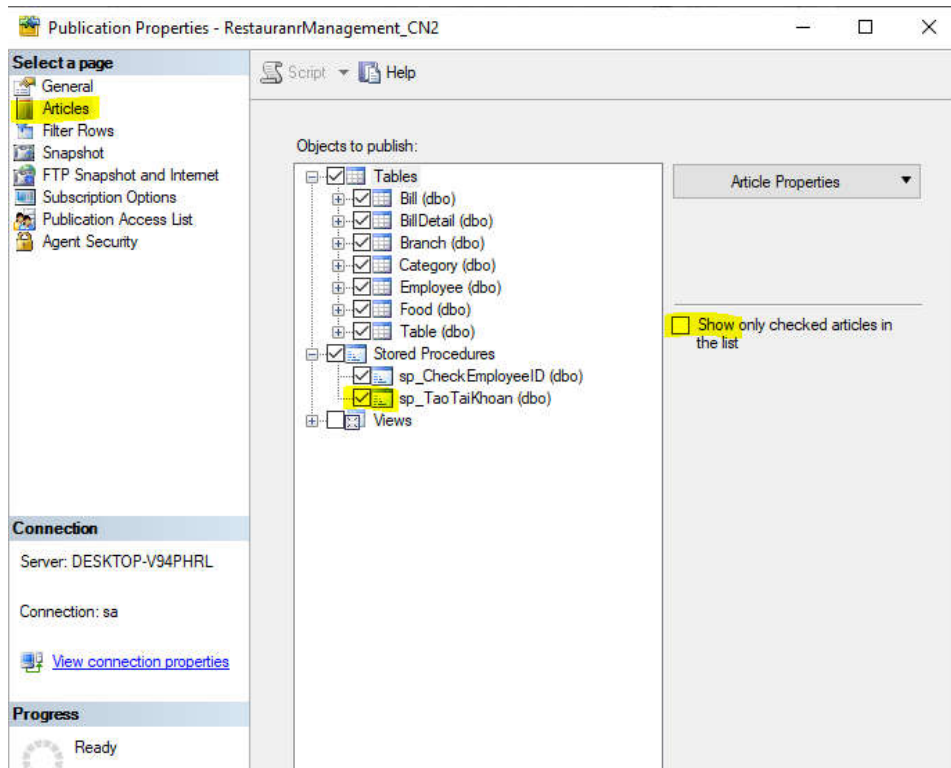 Publication Properties - RestauranrManagement_CN2
Select a page
General
Articles
Filter Rows
Snapshot
FTP Snapshot and Internet
Subscription Options
Publication Access List
Agent Security
Script
Help
Objects to publish:
Tables
Bill (dbo)
BillDetail (dbo)
Branch (dbo)
Category (dbo)
Employee (dbo)
Food (dbo)
Table (dbo)
Stored Procedures
sp_CheckEmployeeID (dbo)
sp_TaoTaiKhoan (dbo)
Views
Article Properties
Show only checked articles in
the list
Connection
Server: DESKTOP-V94PHRL
Connection: sa
View connection properties
Progress
Ready